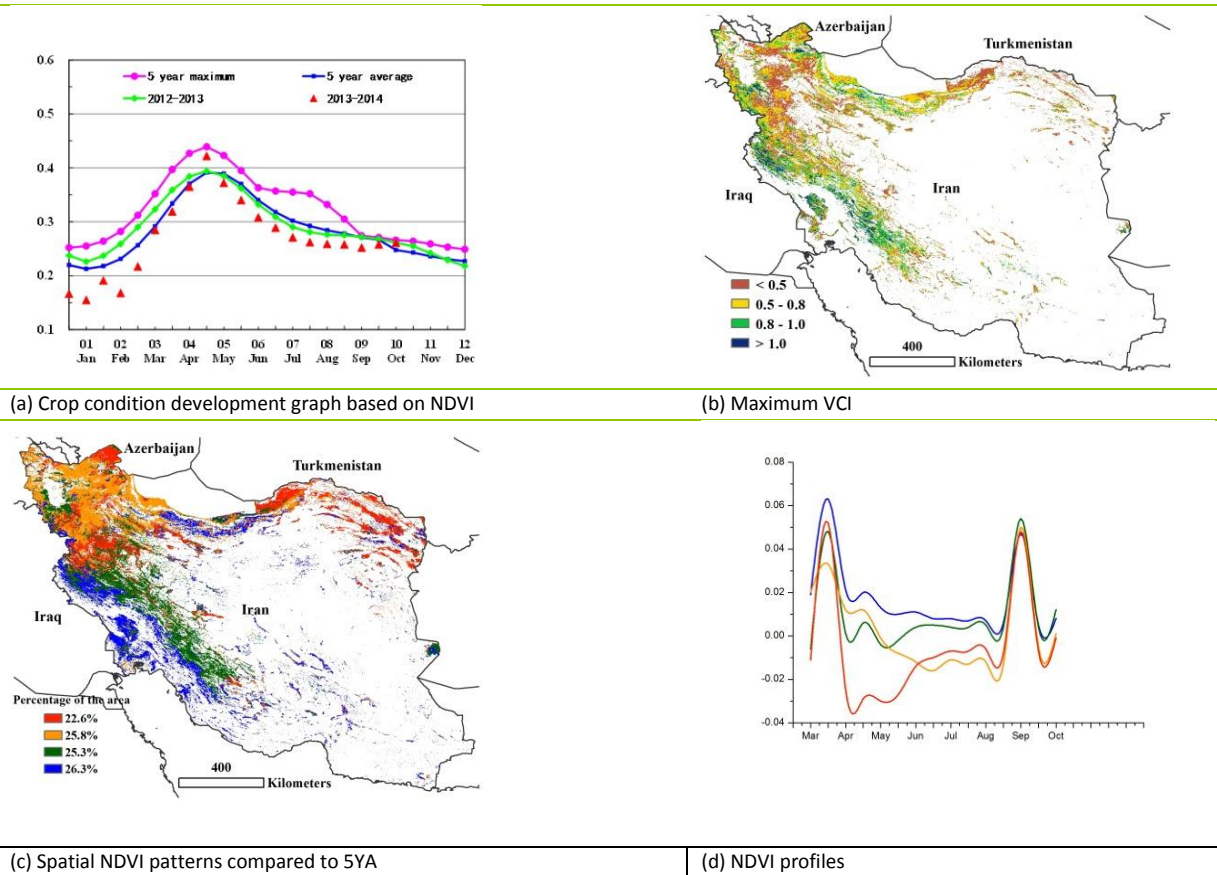 0.6
0.5
0.4
0.3
0.2
0.1
5 year maximum
5 year average
2012-2013
2013-2014
01 02 03 04 05 06 07 08 09 10 11 12
Jan Feb Mar Apr May Jun Jul Aug Sep Oct Nov Dec
Azerbaijan
Turkmenistan
Iraq
Iran
< 0.5
0.5 - 0.8
0.8 - 1.0
> 1.0
400
Kilometers
(a) Crop condition development graph based on NDVI
(b) Maximum VCI
Azerbaijan
Turkmenistan
Iraq
Iran
Percentage of the area
22.6%
25.8%
25.3%
26.3%
400
Kilometers
0.08
0.06
0.04
0.02
0.00
-0.02
-0.04
Mar Apr May Jun Jul Aug Sep Oct
(c) Spatial NDVI patterns compared to 5YA
(d) NDVI profiles